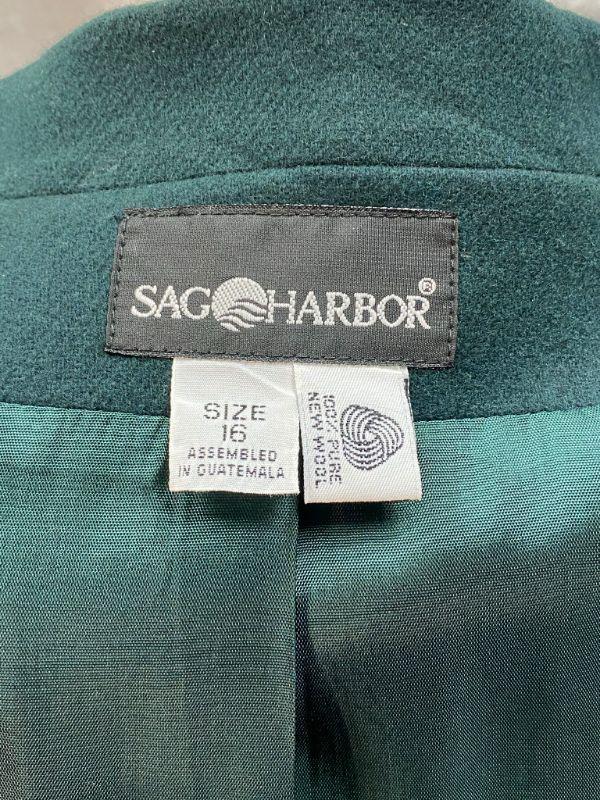 SAG HARBOR®
SIZE
16
ASSEMBLED
IN GUATEMALA
100% PURE
NEW WOOL